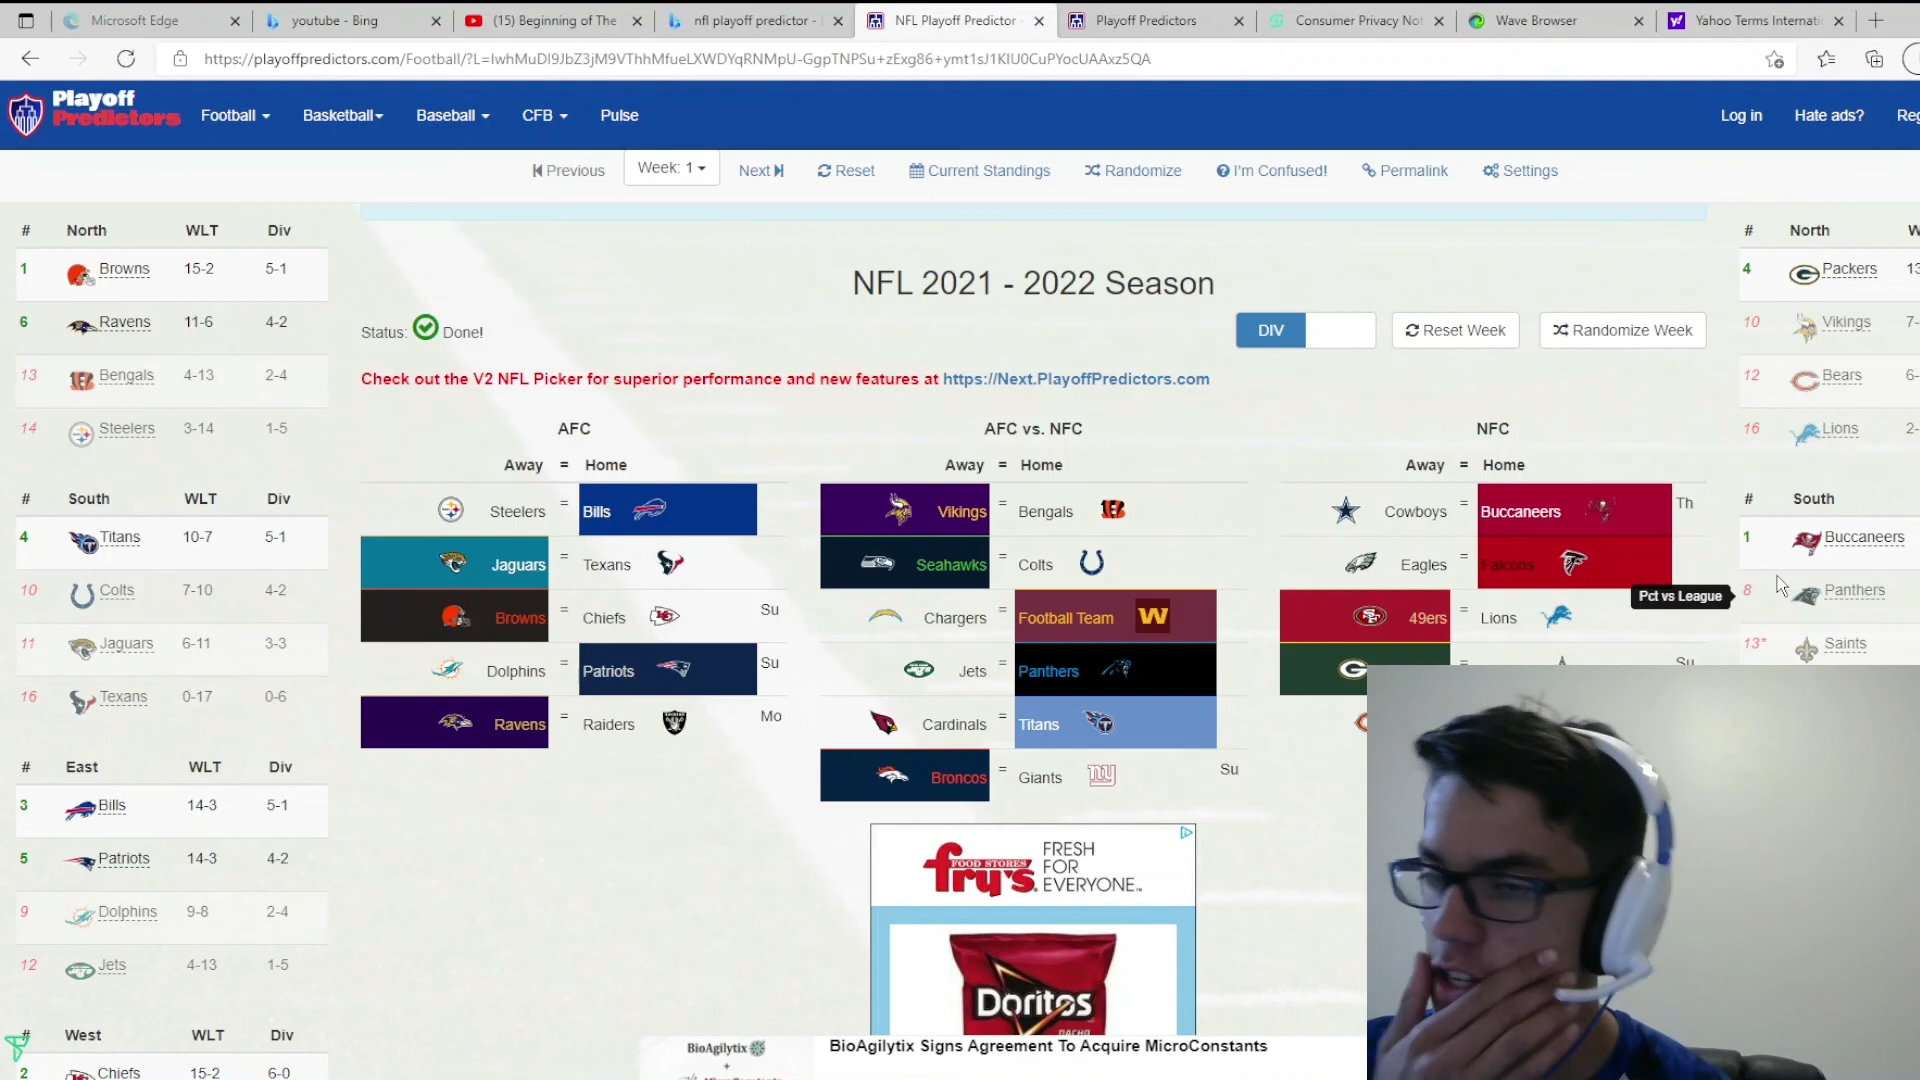 Microsoft Edge
youtube - Bing
(15) Beginning of The
nfl playoff predictor -
NFL Playoff Predictor -
Playoff Predictors
Consumer Privacy Not
Wave Browser
Yahoo Terms Internati
https://playoffpredictors.com/Football/?L=IwhMuDI9JbZ3jM9VThhMfueLXWDYqRNMpU-GgpTNPSu+zExg86+ymt1sJ1KIU0CuPYocUAAxz5QA
Playoff Predictors
Football
Basketball
Baseball
CFB
Pulse
Log in
Hate ads?
Reg
Previous
Week: 1
Next
Reset
Current Standings
Randomize
I'm Confused!
Permalink
Settings
# North WLT Div
1 Browns 15-2 5-1
6 Ravens 11-6 4-2
13 Bengals 4-13 2-4
14 Steelers 3-14 1-5
# South WLT Div
4 Titans 10-7 5-1
10 Colts 7-10 4-2
11 Jaguars 6-11 3-3
16 Texans 0-17 0-6
# East WLT Div
3 Bills 14-3 5-1
5 Patriots 14-3 4-2
9 Dolphins 9-8 2-4
12 Jets 4-13 1-5
# West WLT Div
2 Chiefs 15-2 6-0
NFL 2021 - 2022 Season
Status: Done!
DIV
Reset Week
Randomize Week
Check out the V2 NFL Picker for superior performance and new features at https://Next.PlayoffPredictors.com
AFC
Away = Home
Steelers = Bills
Jaguars = Texans
Browns = Chiefs Su
Dolphins = Patriots Su
Ravens = Raiders Mo
AFC vs. NFC
Away = Home
Vikings = Bengals
Seahawks = Colts
Chargers = Football Team W
Jets = Panthers
Cardinals = Titans
Broncos = Giants ny Su
NFC
Away = Home
Cowboys = Buccaneers Th
Eagles = Falcons
49ers = Lions
Su
Pct vs League
# North W
4 Packers 13
10 Vikings 7-
12 Bears 6-
16 Lions 2-
# South
1 Buccaneers
8 Panthers
13* Saints
fry's
FOOD STORES
FRESH
FOR
EVERYONE™
Doritos
NACHO
BioAgilytix
+
BioAgilytix Signs Agreement To Acquire MicroConstants